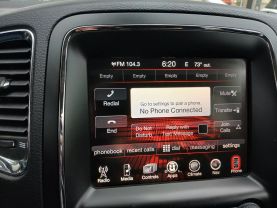 FM 104.3 6:20 E 73° out
Empty Empty Empty Empty Empty Empty
Redial
Go to settings to pair a phone.
No Phone Connected
Mute
Transfer
End
Do Not Disturb
Reply with Text Message
Join Calls
phonebook recent calls dial messaging settings
Radio Media Controls Apps Climate Nav Phone